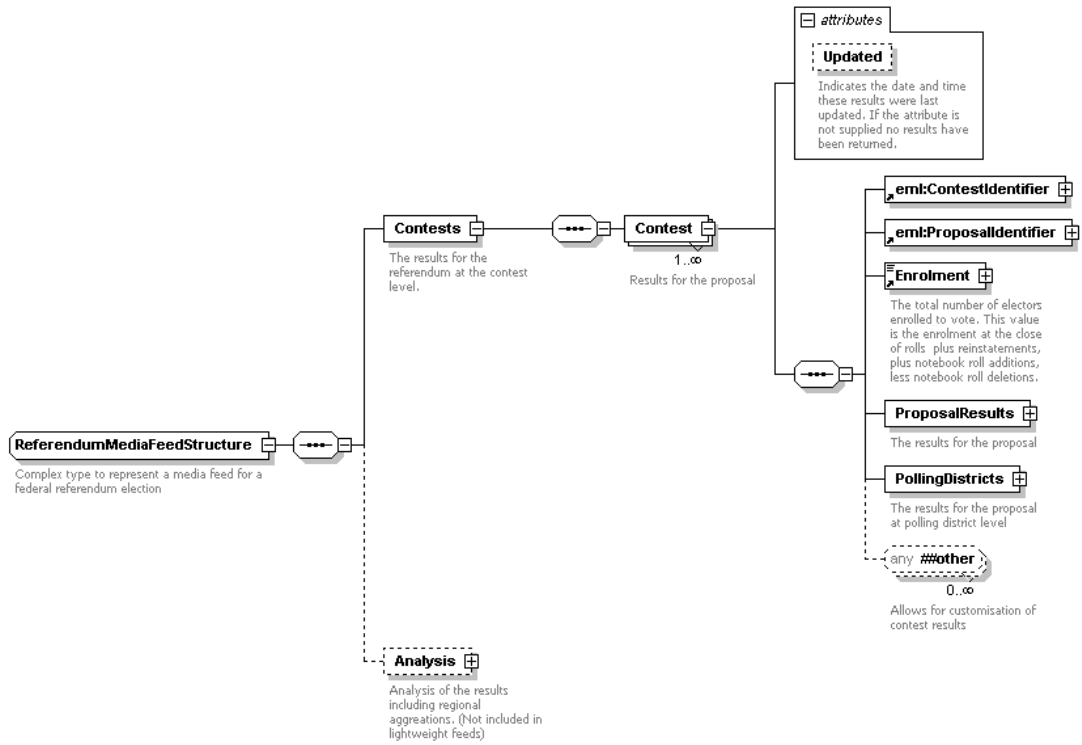 attributes
Updated
Indicates the date and time
these results were last
updated. If the attribute is
not supplied no results have
been returned.
eml:ContestIdentifier
eml:ProposalIdentifier
Enrolment
The total number of electors
enrolled to vote. This value
is the enrolment at the close
of rolls plus reinstatements,
plus notebook roll additions,
less notebook roll deletions.
Contests
The results for the
referendum at the contest
level.
Contest
1..∞
Results for the proposal
ProposalResults
The results for the proposal
ReferendumMediaFeedStructure
Complex type to represent a media feed for a
federal referendum election
PollingDistricts
The results for the proposal
at polling district level
any ##other
0..∞
Allows for customisation of
contest results
Analysis
Analysis of the results
including regional
aggreations. (Not included in
lightweight feeds)